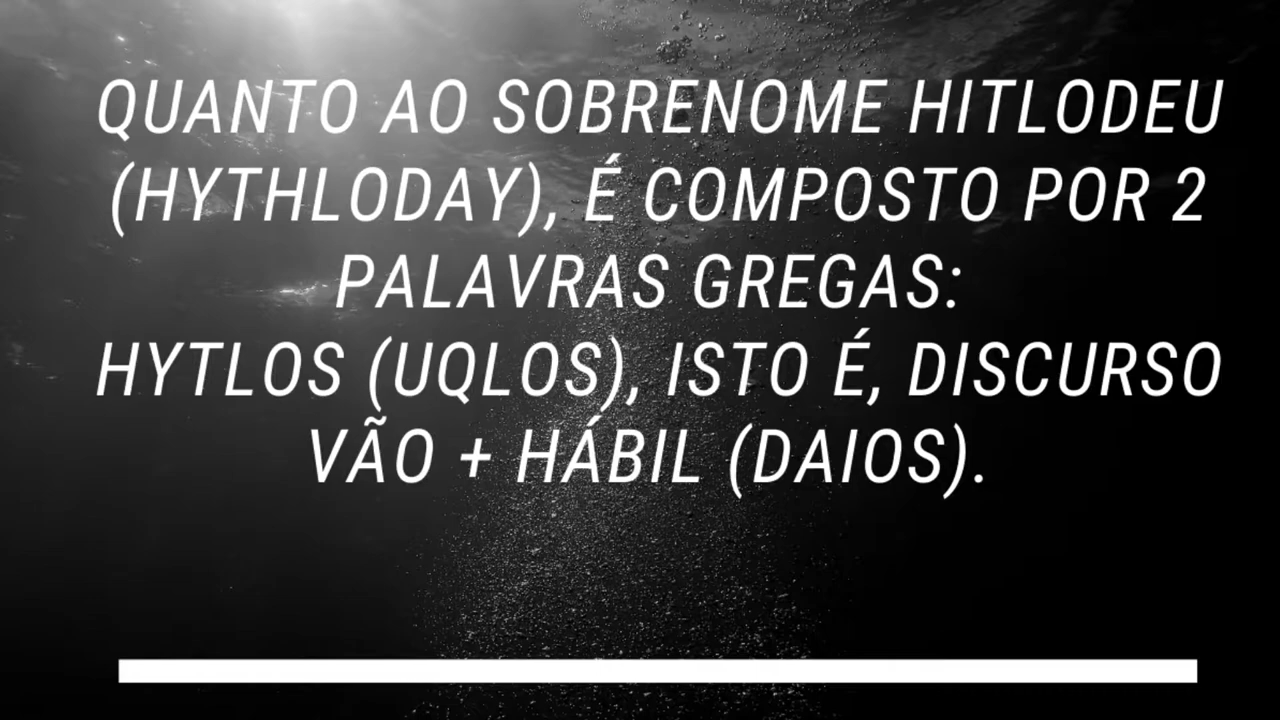 QUANTO AO SOBRENOME HITLODEU
(HYTHLODAY), É COMPOSTO POR 2
PALAVRAS GREGAS:
HYTLOS (UQLOS), ISTO É, DISCURSO
VÃO + HÁBIL (DAIOS).